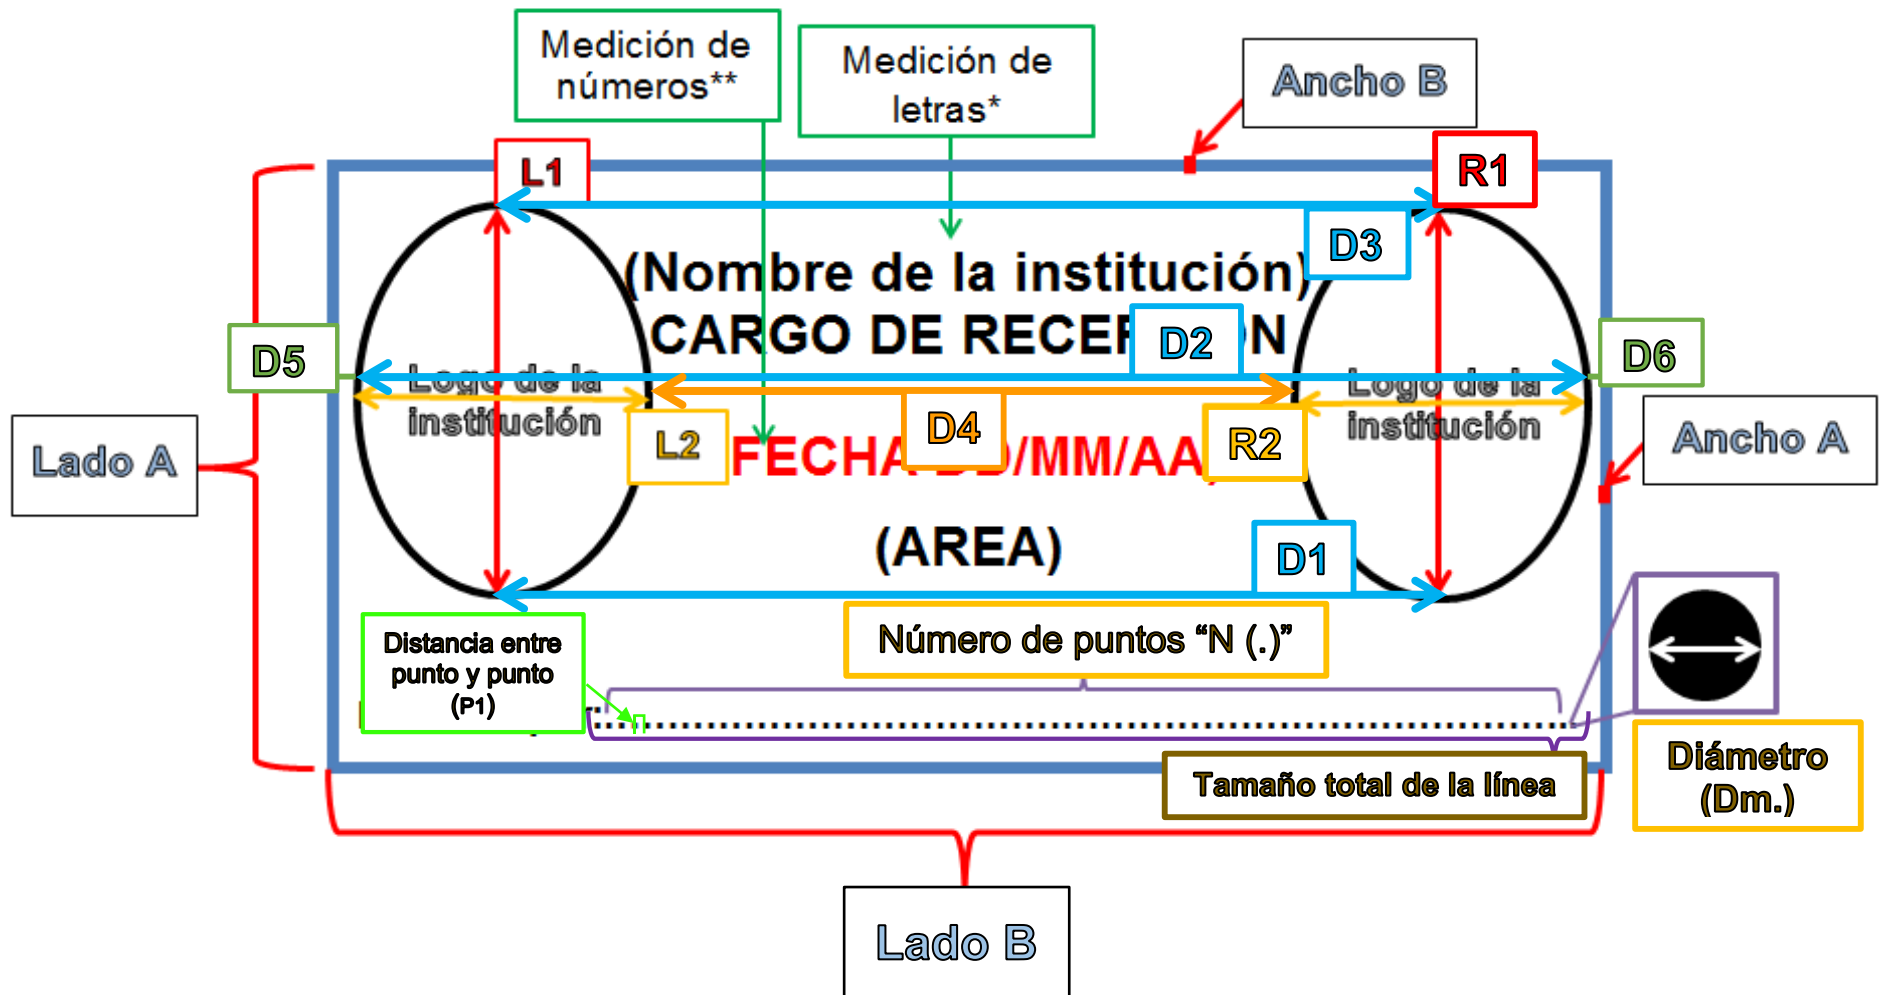 Medición de
números**
Medición de
letras*
Ancho B
L1
R1
D3
(Nombre de la institución)
CARGO DE RECEP
N
D2
D5
D6
Logo de la
institución
Logo de la
institución
L2
D4
R2
FECHA
/MM/AA
Lado A
Ancho A
(AREA)
D1
Distancia entre
punto y punto
(P1)
Número de puntos “N (.)”
Tamaño total de la línea
Diámetro
(Dm.)
Lado B